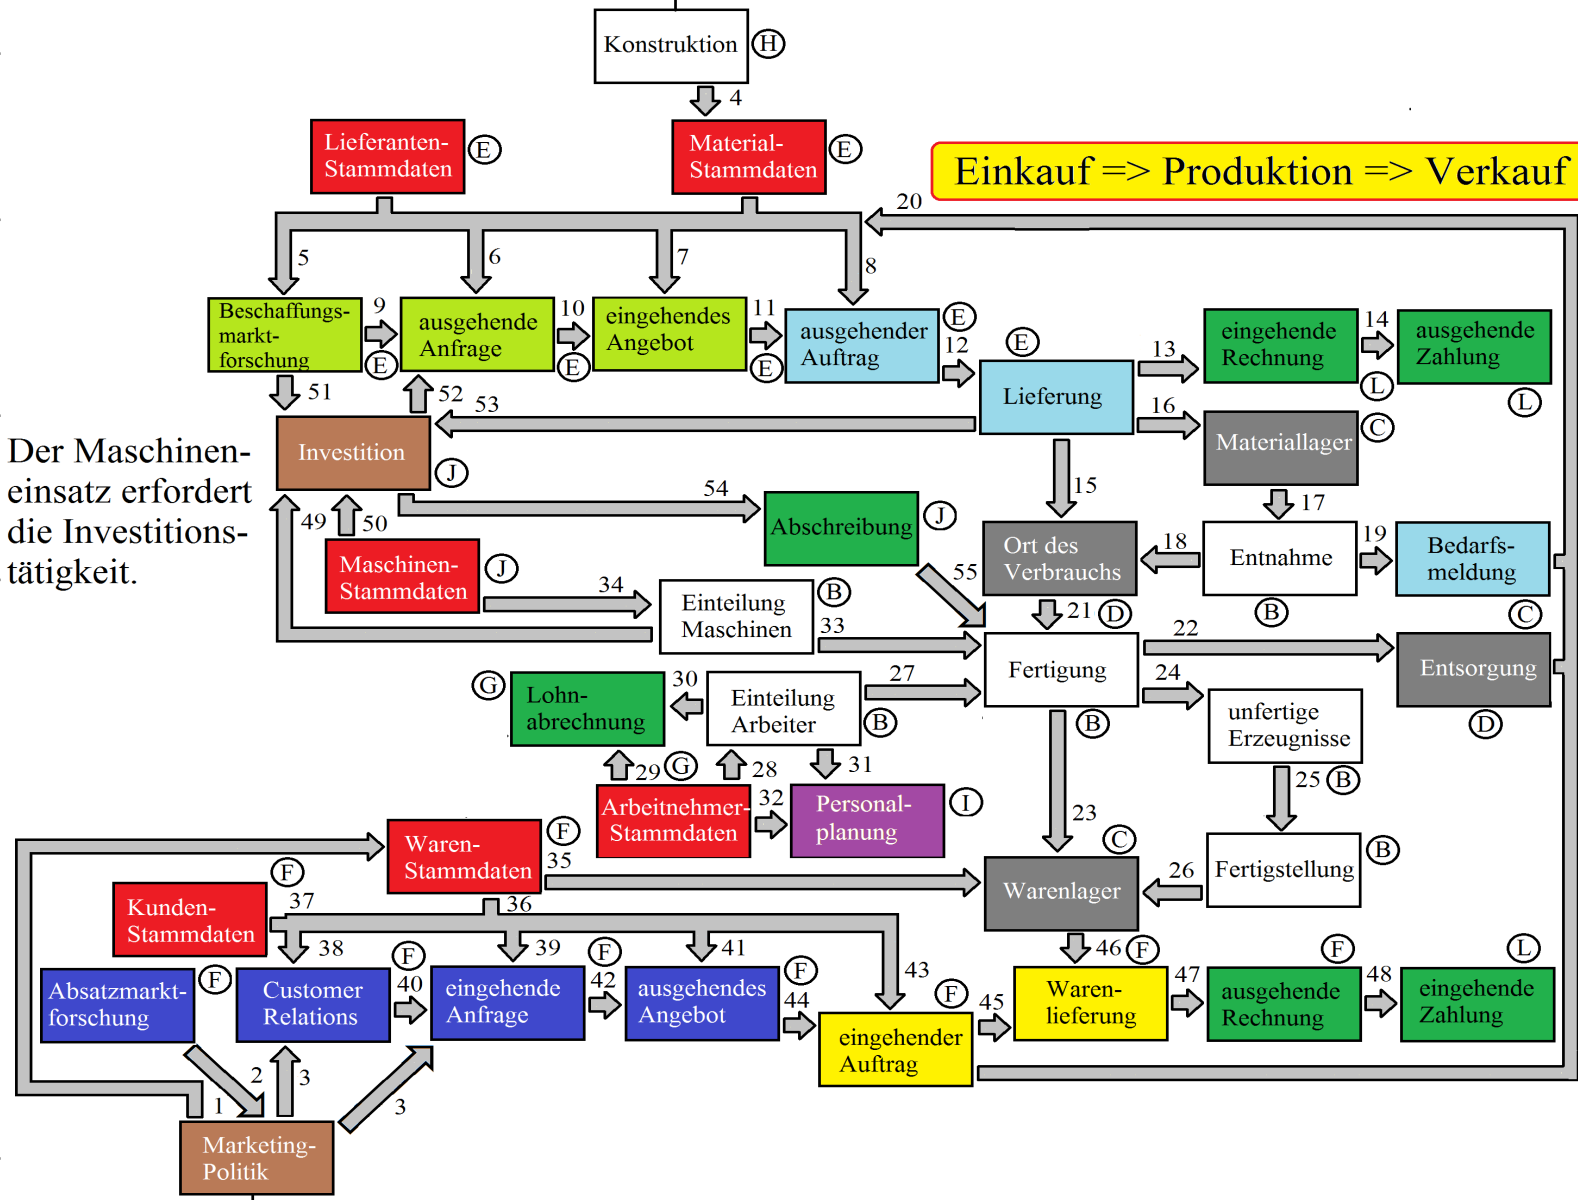 Konstruktion
H
4
Lieferanten-
Stammdaten
E
Material-
Stammdaten
E
Einkauf => Produktion => Verkauf
20
5
6
7
8
Beschaffungs-
markt-
forschung
9
E
ausgehende
Anfrage
10
E
eingehendes
Angebot
11
E
ausgehender
Auftrag
E
12
E
Lieferung
13
eingehende
Rechnung
14
L
ausgehende
Zahlung
L
51
52
53
16
Materiallager
C
Der Maschinen-
einsatz erfordert
die Investitions-
tätigkeit.
Investition
J
15
17
54
Abschreibung
J
49
50
Maschinen-
Stammdaten
J
55
Ort des
Verbrauchs
18
Entnahme
B
19
Bedarfs-
meldung
C
34
Einteilung
Maschinen
B
33
21
D
Fertigung
B
22
Entsorgung
D
24
unfertige
Erzeugnisse
G
Lohn-
abrechnung
30
Einteilung
Arbeiter
B
27
29
G
28
31
25
B
Arbeitnehmer-
Stammdaten
32
Personal-
planung
I
23
C
Waren-
Stammdaten
F
35
Warenlager
26
Fertigstellung
B
Kunden-
Stammdaten
F
37
36
38
39
41
43
46
F
Absatzmarkt-
forschung
F
Customer
Relations
F
40
eingehende
Anfrage
F
42
ausgehendes
Angebot
F
44
eingehender
Auftrag
F
45
Waren-
lieferung
47
F
ausgehende
Rechnung
48
L
eingehende
Zahlung
1
2
3
3
Marketing-
Politik